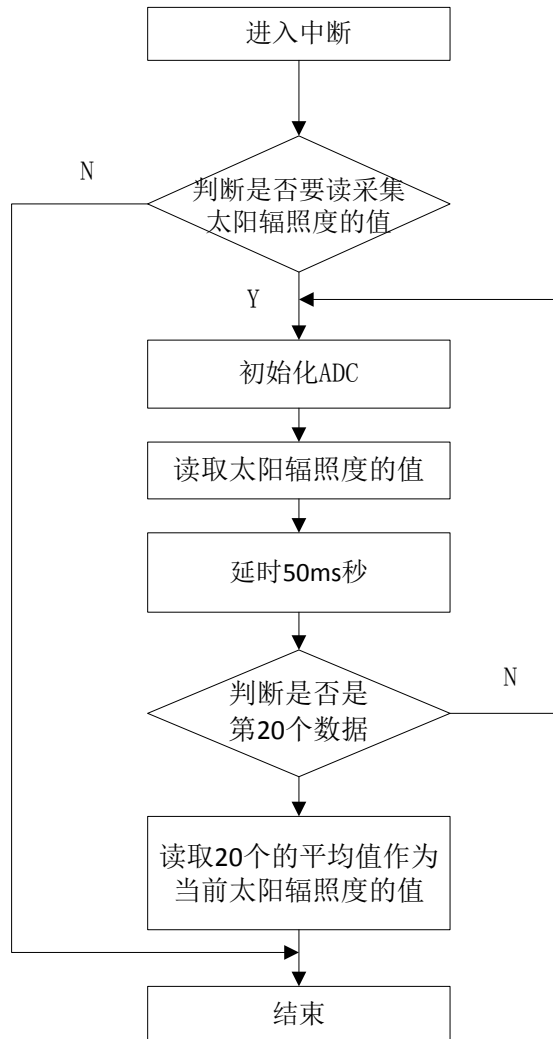 进入中断
N
判断是否要读采集
太阳辐照度的值
Y
初始化ADC
读取太阳辐照度的值
延时50ms秒
判断是否是
第20个数据
N
读取20个的平均值作为
当前太阳辐照度的值
结束